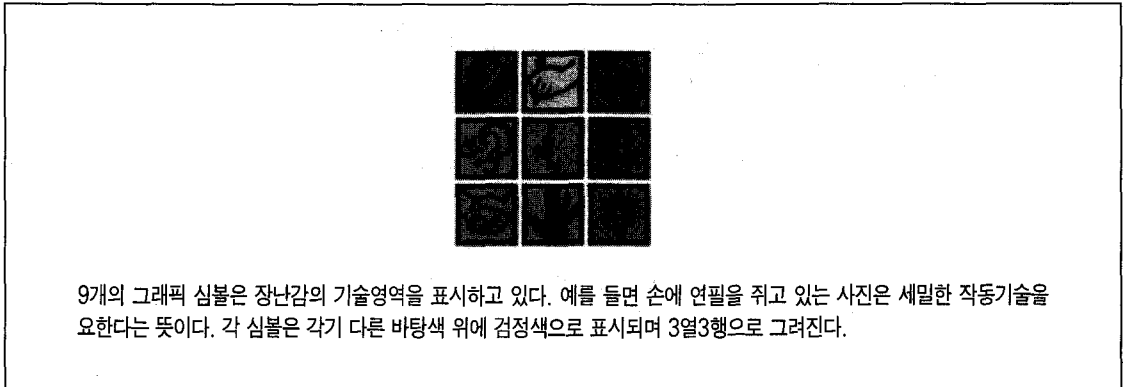 9개의 그래픽 심볼은 장난감의 기술영역을 표시하고 있다. 예를 들면 손에 연필을 쥐고 있는 사진은 세밀한 작동기술을
요한다는 뜻이다. 각 심볼은 각기 다른 바탕색 위에 검정색으로 표시되며 3열3행으로 그려진다.